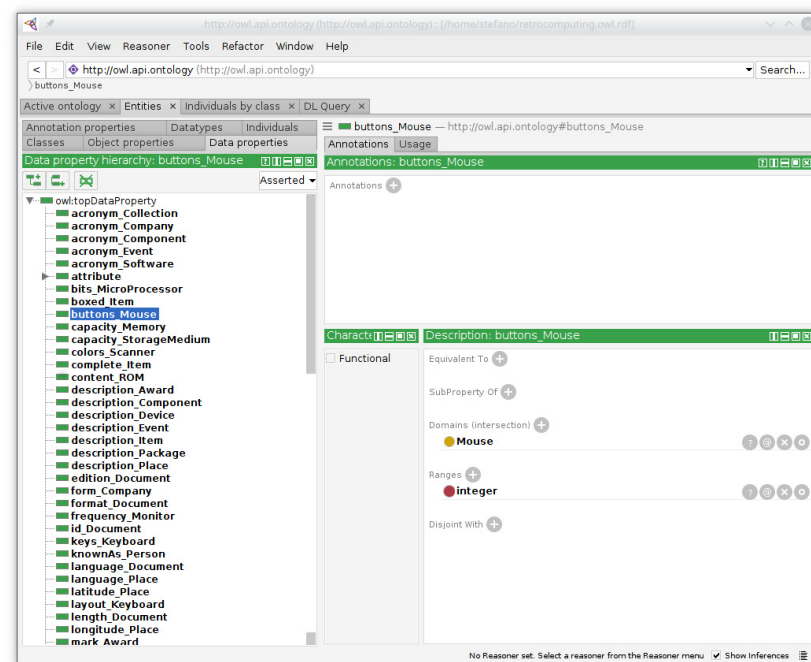 http://owl.api.ontology (http://owl.api.ontology) : [/home/stefano/retrocomputing.owl.rdf]
File Edit View Reasoner Tools Refactor Window Help
< > http://owl.api.ontology (http://owl.api.ontology) Search...
buttons_Mouse
Active ontology × Entities × Individuals by class × DL Query ×
Annotation properties Datatypes Individuals
Classes Object properties Data properties
Data property hierarchy: buttons_Mouse
Asserted
owl:topDataProperty
acronym_Collection
acronym_Company
acronym_Component
acronym_Event
acronym_Software
attribute
bits_MicroProcessor
boxed_Item
buttons_Mouse
capacity_Memory
capacity_StorageMedium
colors_Scanner
complete_Item
content_ROM
description_Award
description_Component
description_Device
description_Event
description_Item
description_Package
description_Place
edition_Document
form_Company
format_Document
frequency_Monitor
id_Document
keys_Keyboard
knownAs_Person
language_Document
language_Place
latitude_Place
layout_Keyboard
length_Document
longitude_Place
mark_Award
buttons_Mouse — http://owl.api.ontology#buttons_Mouse
Annotations Usage
Annotations: buttons_Mouse
Annotations
Characte
Functional
Description: buttons_Mouse
Equivalent To
SubProperty Of
Domains (intersection)
Mouse
Ranges
integer
Disjoint With
No Reasoner set. Select a reasoner from the Reasoner menu Show Inferences